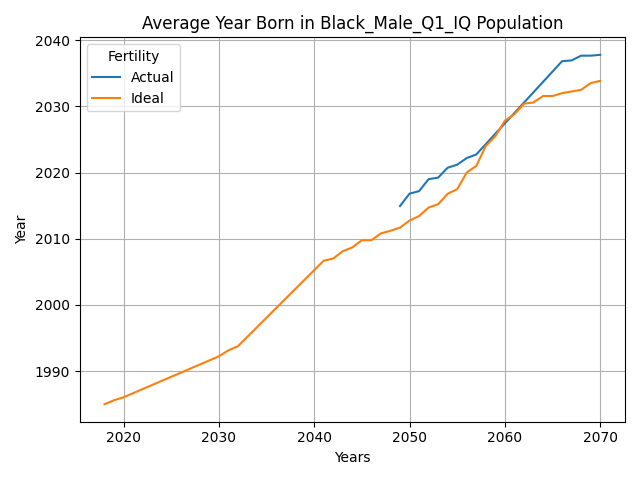 Average Year Born in Black_Male_Q1_IQ Population
2040
2030
2020
2010
2000
1990
Year
Fertility
Actual
Ideal
2020 2030 2040 2050 2060 2070
Years